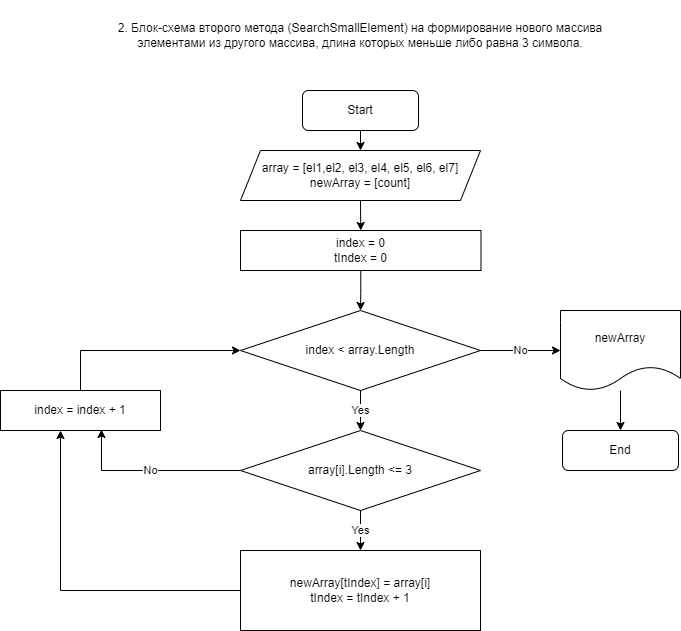 2. Блок-схема второго метода (SearchSmallElement) на формирование нового массива
элементами из другого массива, длина которых меньше либо равна 3 символа.
Start
array = [el1,el2, el3, el4, el5, el6, el7]
newArray = [count]
index = 0
tIndex = 0
index < array.Length
No
newArray
index = index + 1
Yes
End
array[i].Length <= 3
No
Yes
newArray[tIndex] = array[i]
tIndex = tIndex + 1